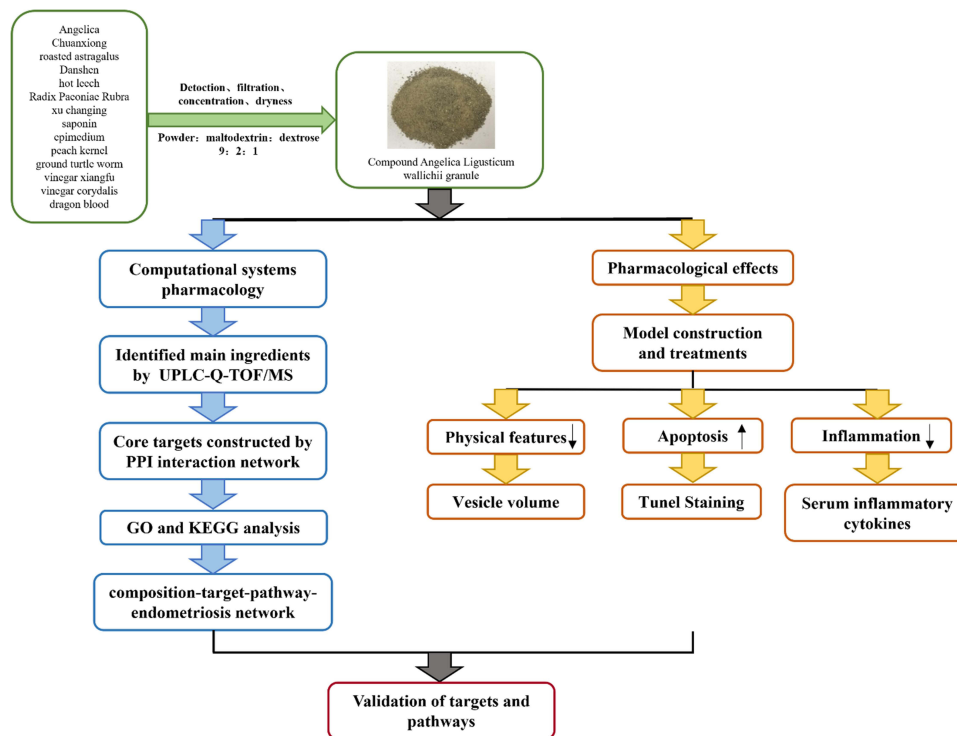 Angelica
Chuanxiong
roasted astragalus
Danshen
hot leech
Radix Paeoniae Rubra
xu changing
saponin
epimedium
peach kernel
ground turtle worm
vinegar xiangfu
vinegar corydalis
dragon blood
Detoction、filtration、
concentration、dryness
Powder：maltodextrin：dextrose
9：2：1
Compound Angelica Ligusticum
wallichii granule
Computational systems
pharmacology
Identified main ingredients
by UPLC-Q-TOF/MS
Core targets constructed by
PPI interaction network
GO and KEGG analysis
composition-target-pathway-
endometriosis network
Pharmacological effects
Model construction
and treatments
Physical features
Apoptosis
Inflammation
Vesicle volume
Tunel Staining
Serum inflammatory
cytokines
Validation of targets and
pathways